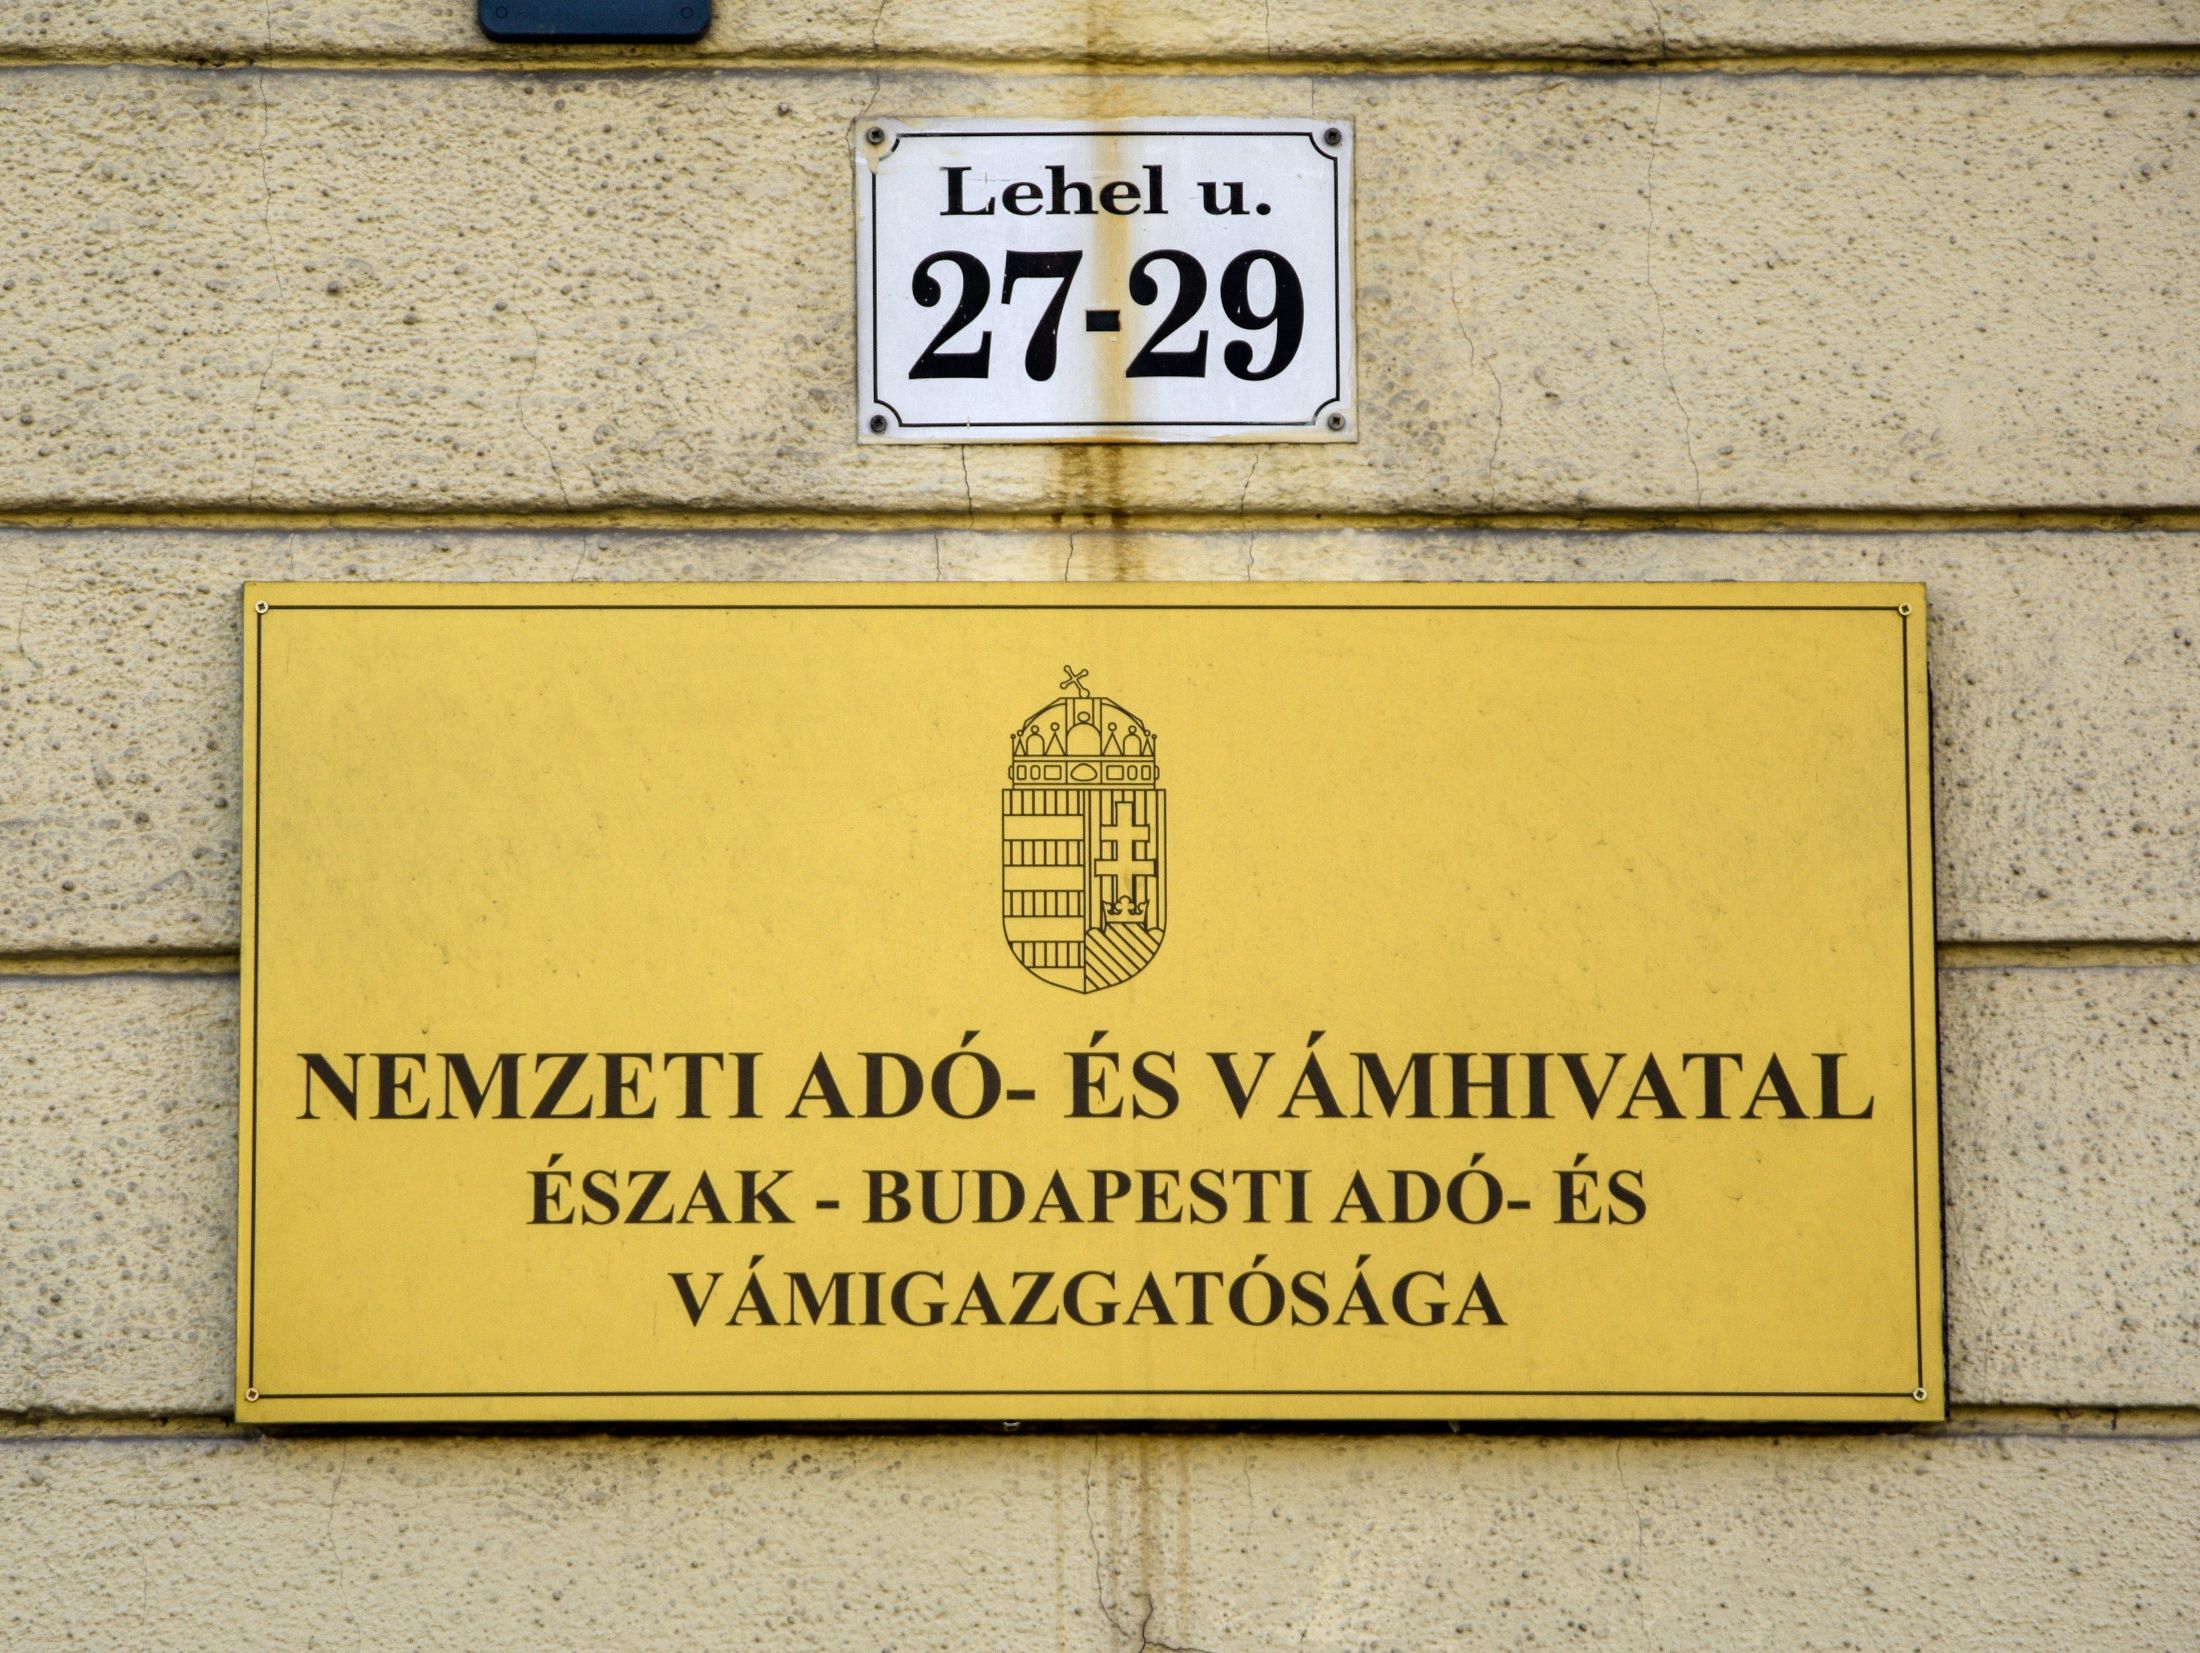 Lehel u.
27-29
NEMZETI ADÓ- ÉS VÁMHIVATAL
ÉSZAK - BUDAPESTI ADÓ- ÉS
VÁMIGAZGATÓSÁGA